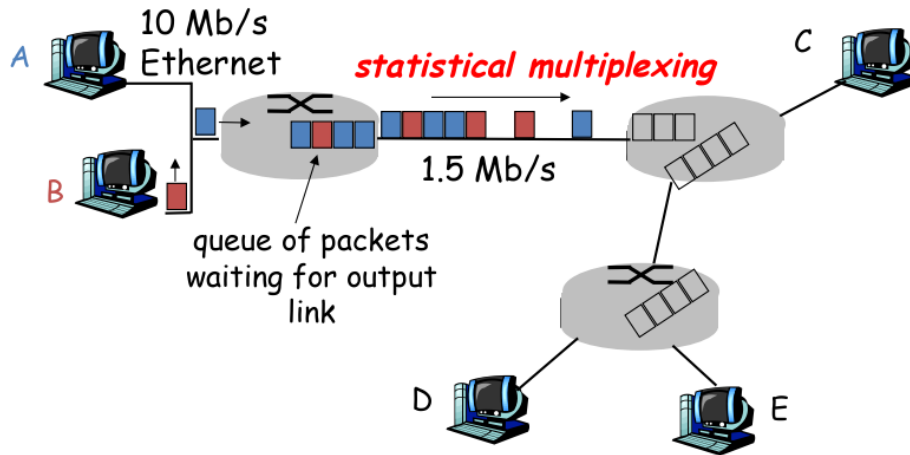 A
10 Mb/s
Ethernet
statistical multiplexing
C
B
1.5 Mb/s
queue of packets
waiting for output
link
D
E